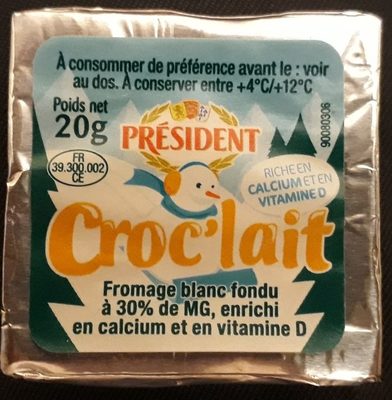 À consommer de préférence avant le : voir
au dos. À conserver entre +4°C/+12°C
Poids net
20g
90080306
PRÉSIDENT
FR
39.300.002
CE
RICHE EN
CALCIUM ET EN
VITAMINE D
Croc'lait
Fromage blanc fondu
à 30% de MG, enrichi
en calcium et en vitamine D